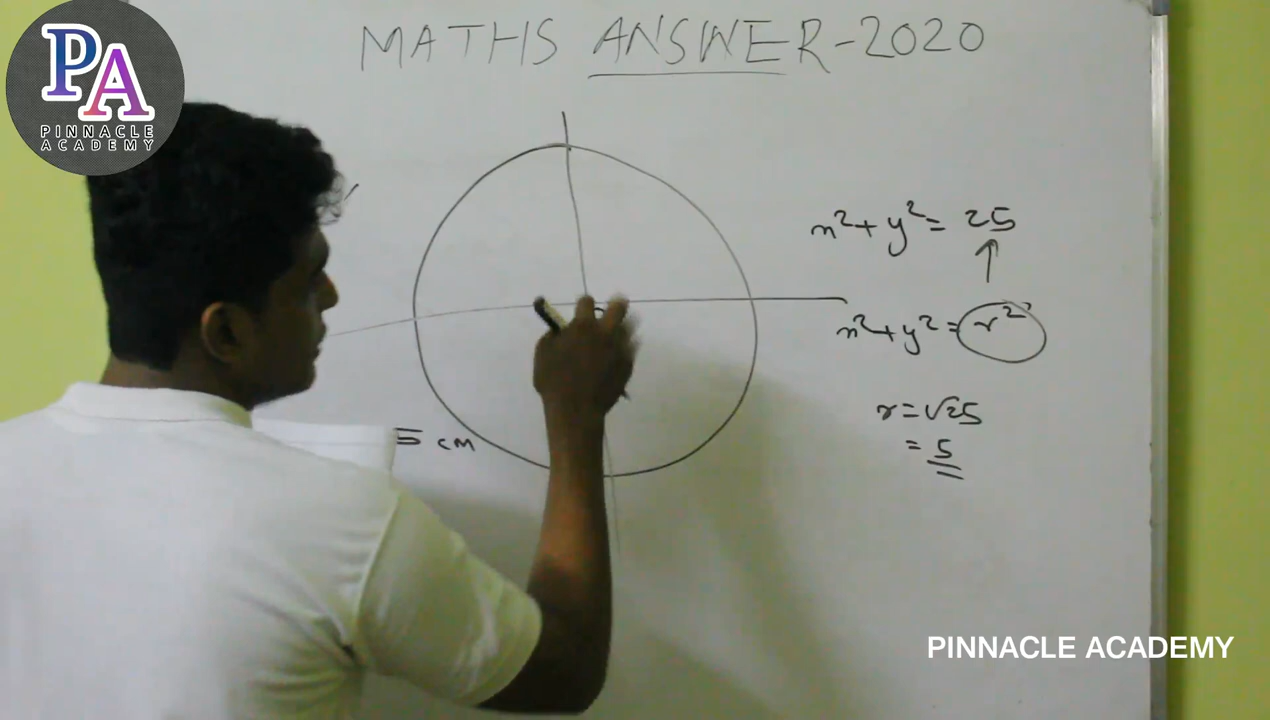 PA
PINNACLE
ACADEMY
MATHS ANSWER-2020
x²+y²= 25
x²+y²=r²
r=√25
= 5
5 cm
PINNACLE ACADEMY